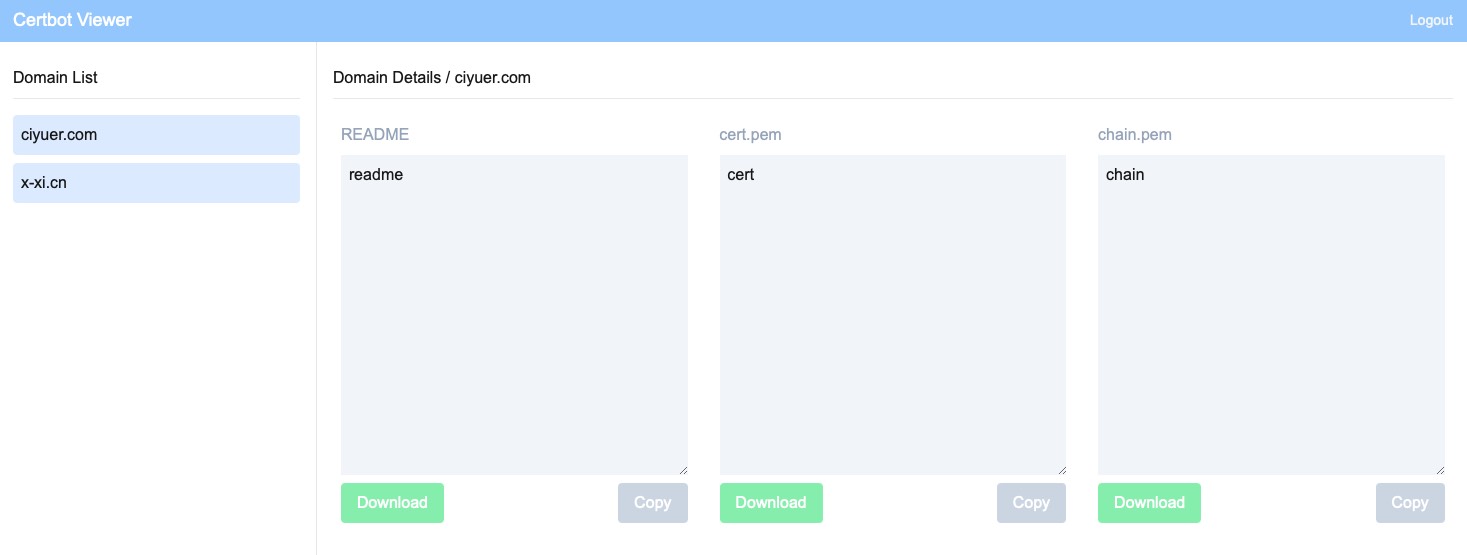 Certbot Viewer
Logout
Domain List
ciyuer.com
x-xi.cn
Domain Details / ciyuer.com
README
readme
Download
Copy
cert.pem
cert
Download
Copy
chain.pem
chain
Download
Copy